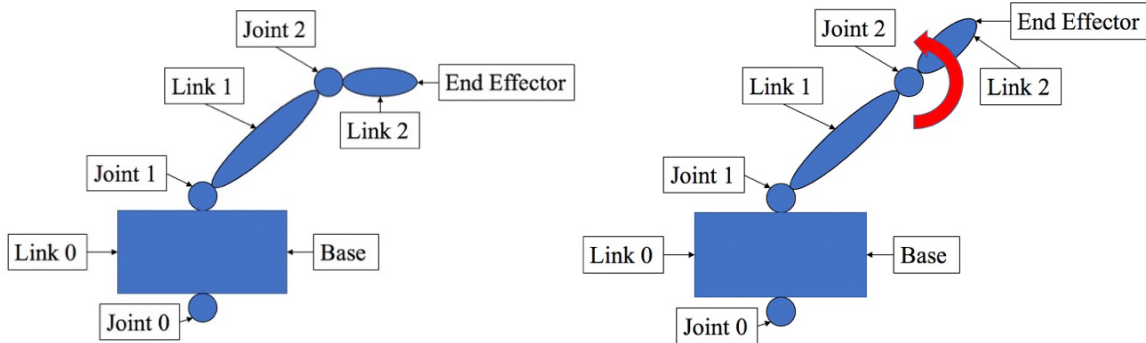 Joint 2
Link 1
End Effector
Link 2
Joint 1
Link 0
Base
Joint 0
End Effector
Joint 2
Link 1
Link 2
Joint 1
Link 0
Base
Joint 0